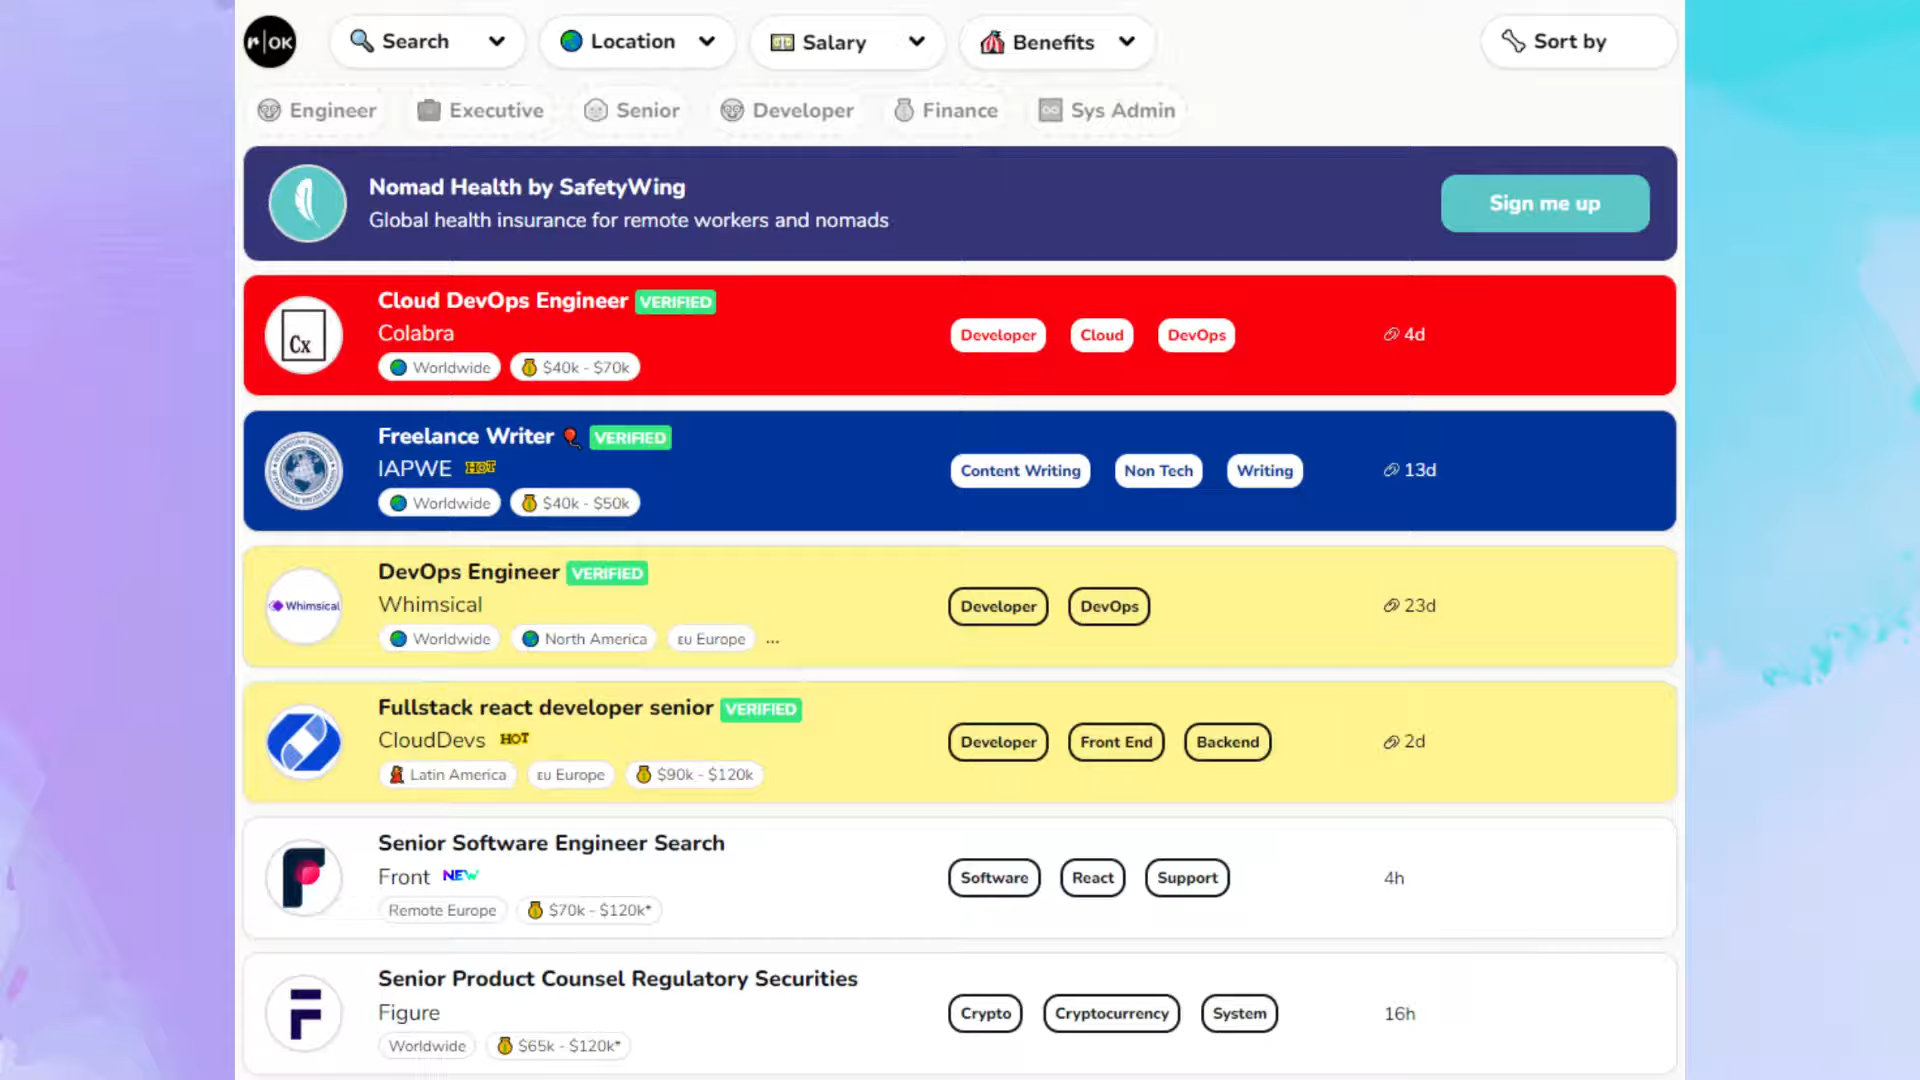 r|OK
Search
Location
Salary
Benefits
Sort by
Engineer
Executive
Senior
Developer
Finance
Sys Admin
Nomad Health by SafetyWing
Global health insurance for remote workers and nomads
Sign me up
Cx
Cloud DevOps Engineer VERIFIED
Colabra
Worldwide
$40k - $70k
Developer
Cloud
DevOps
4d
Freelance Writer VERIFIED
IAPWE HOT
Worldwide
$40k - $50k
Content Writing
Non Tech
Writing
13d
Whimsical
DevOps Engineer VERIFIED
Whimsical
Worldwide
North America
EU Europe
...
Developer
DevOps
23d
Fullstack react developer senior VERIFIED
CloudDevs HOT
Latin America
EU Europe
$90k - $120k
Developer
Front End
Backend
2d
Senior Software Engineer Search
Front NEW
Remote Europe
$70k - $120k*
Software
React
Support
4h
Senior Product Counsel Regulatory Securities
Figure
Worldwide
$65k - $120k*
Crypto
Cryptocurrency
System
16h